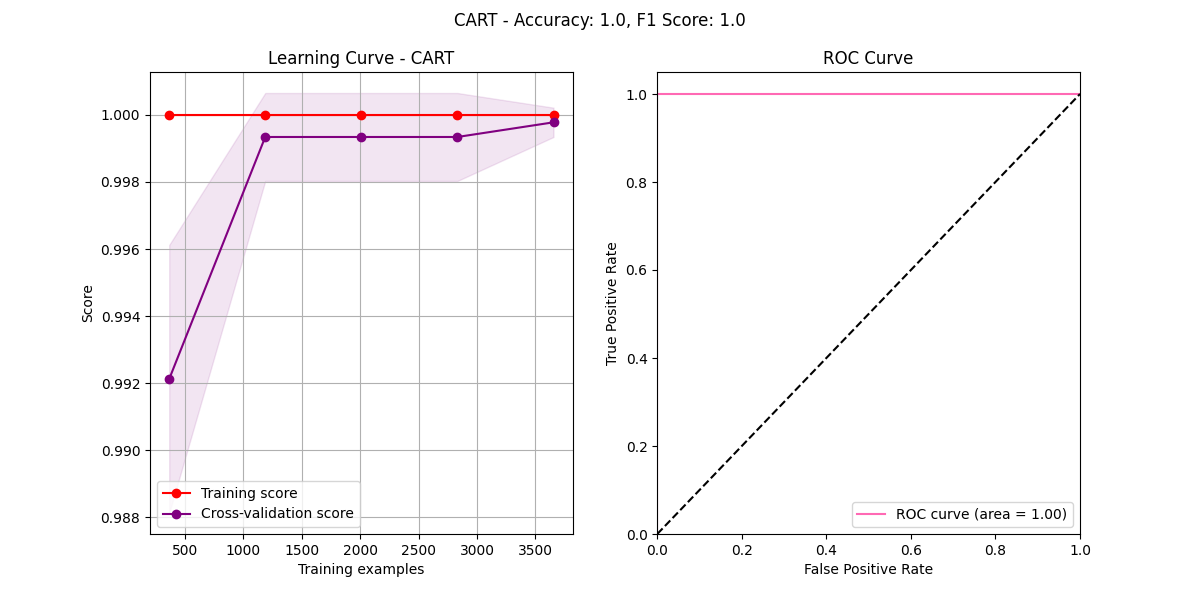 CART - Accuracy: 1.0, F1 Score: 1.0
Learning Curve - CART
Score
1.000
0.998
0.996
0.994
0.992
0.990
0.988
Training score
Cross-validation score
500 1000 1500 2000 2500 3000 3500
Training examples
ROC Curve
True Positive Rate
1.0
0.8
0.6
0.4
0.2
0.0
ROC curve (area = 1.00)
0.0 0.2 0.4 0.6 0.8 1.0
False Positive Rate